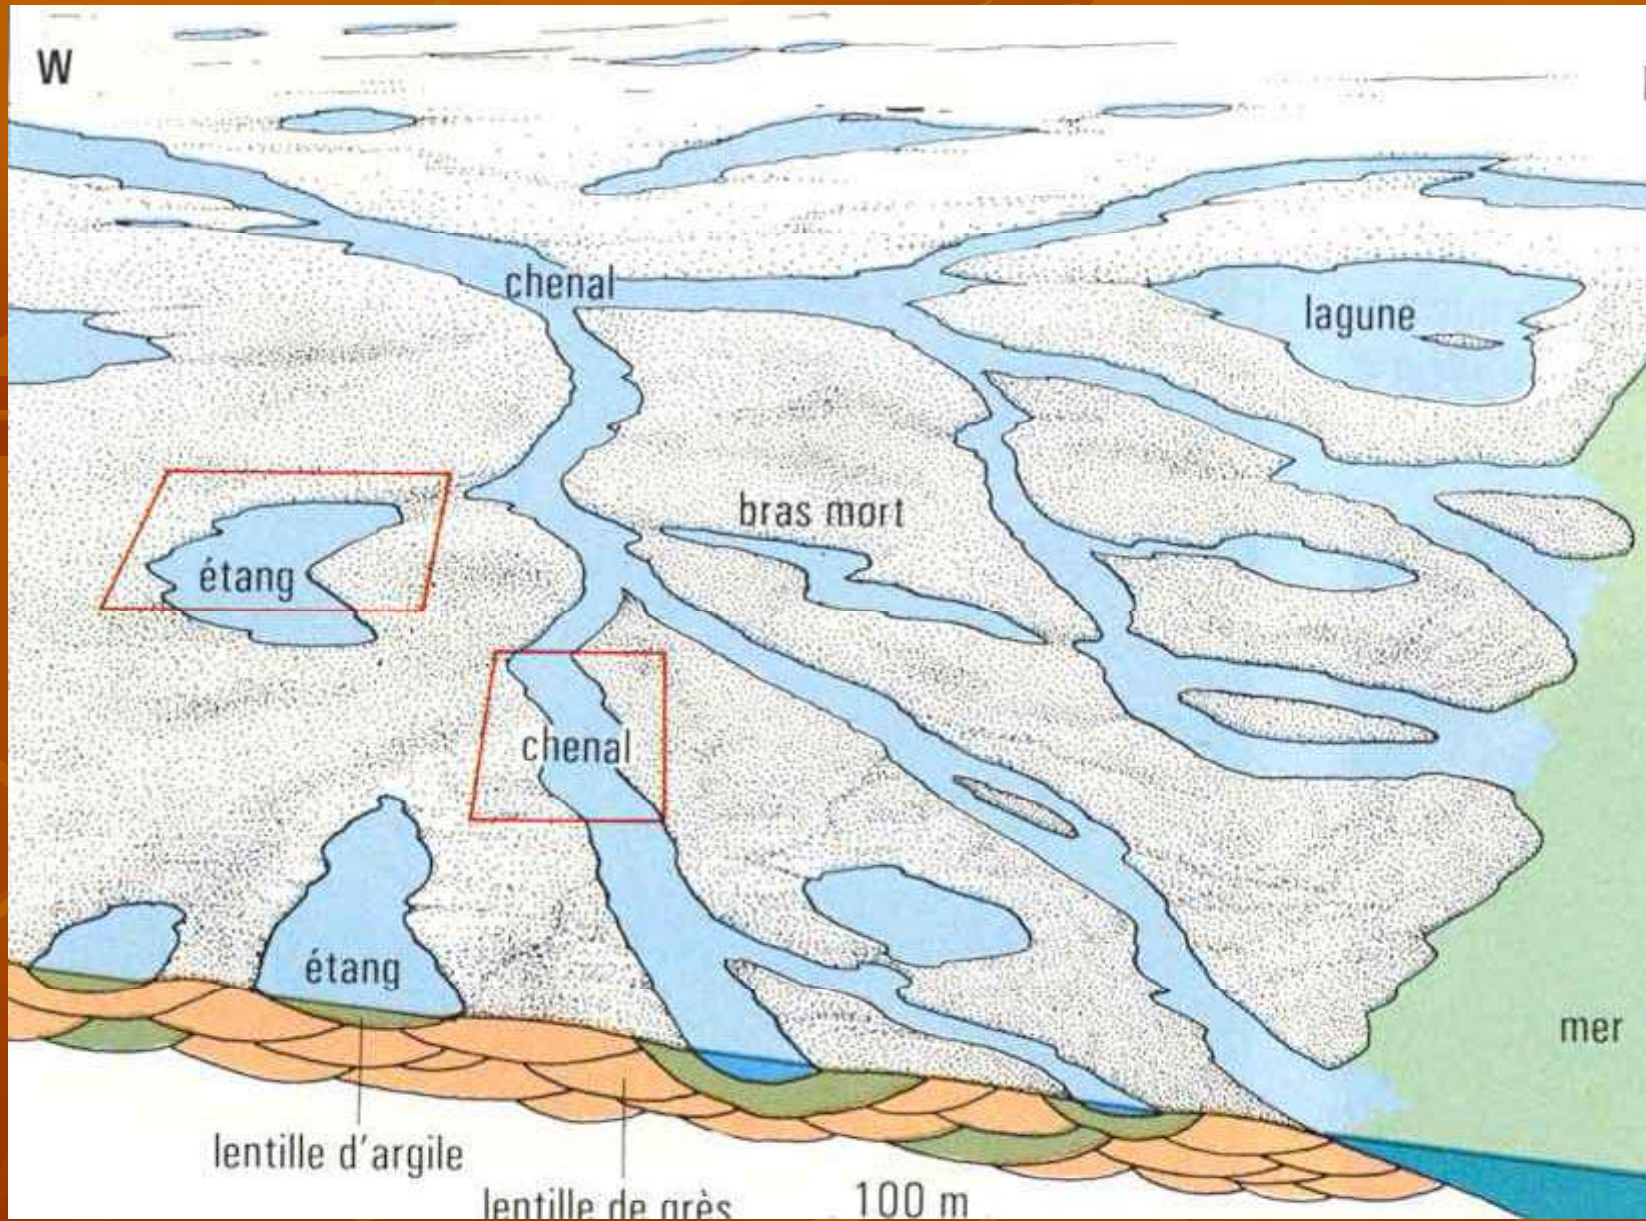 W
chenal
lagune
bras mort
étang
chenal
étang
mer
lentille d'argile
lentille de grès
100 m